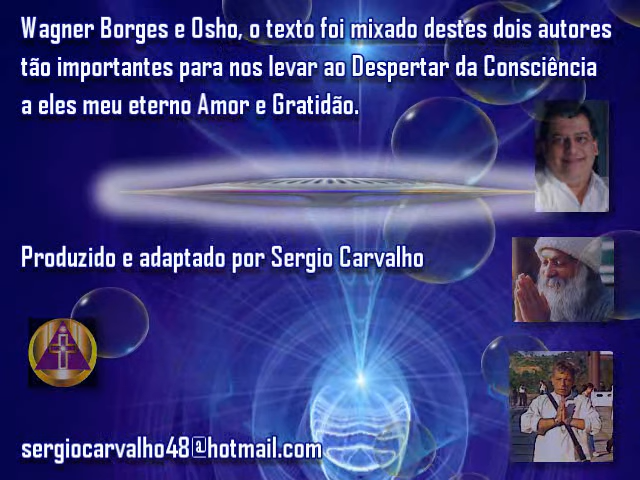 Wagner Borges e Osho, o texto foi mixado destes dois autores
tão importantes para nos levar ao Despertar da Consciência
a eles meu eterno Amor e Gratidão.
Produzido e adaptado por Sergio Carvalho
sergiocarvalho48@hotmail.com